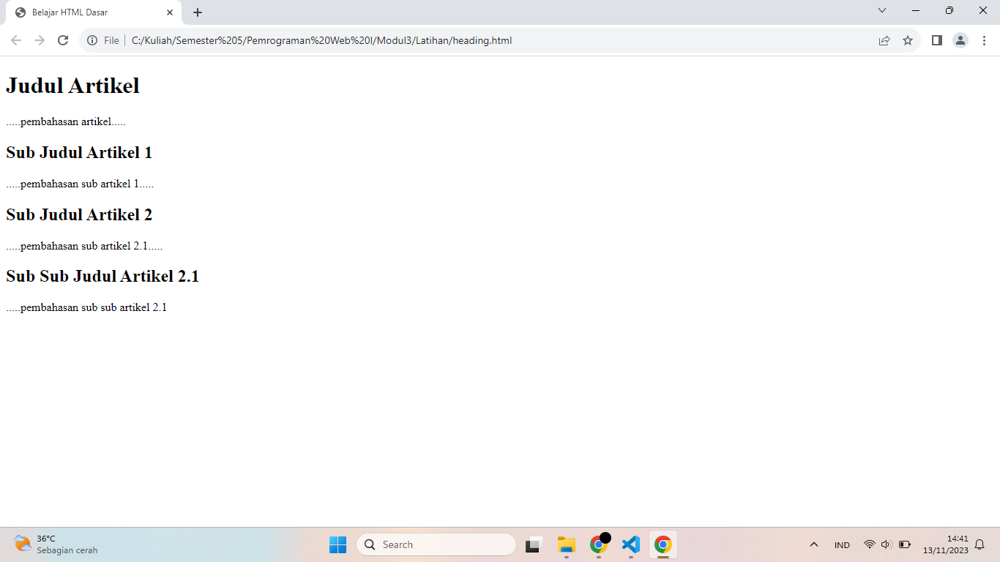 Belajar HTML Dasar
File C:/Kuliah/Semester%205/Pemrograman%20Web%20I/Modul3/Latihan/heading.html
Judul Artikel
.....pembahasan artikel.....
Sub Judul Artikel 1
.....pembahasan sub artikel 1.....
Sub Judul Artikel 2
.....pembahasan sub artikel 2.1.....
Sub Sub Judul Artikel 2.1
.....pembahasan sub sub artikel 2.1
36°C
Sebagian cerah
Search
IND
14:41
13/11/2023